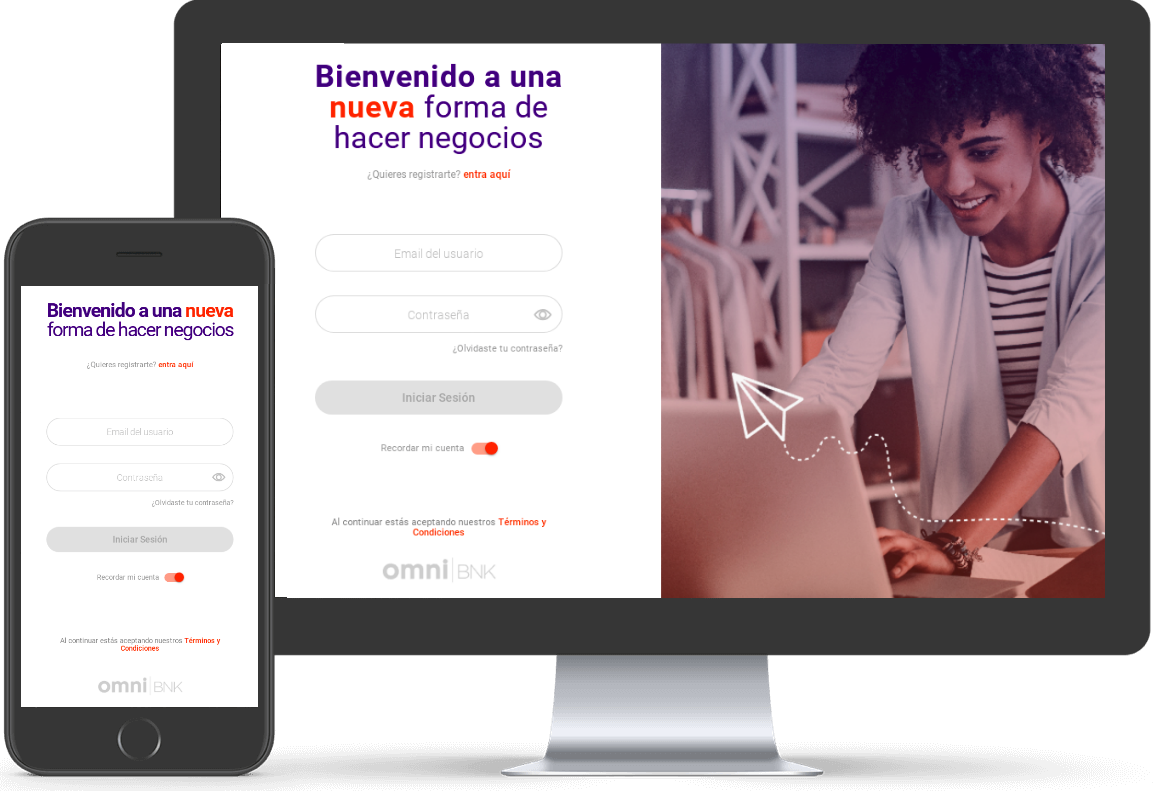 Bienvenido a una
nueva forma de
hacer negocios
¿Quieres registrarte? entra aquí
Email del usuario
Contraseña
¿Olvidaste tu contraseña?
Iniciar Sesión
Recordar mi cuenta
Al continuar estás aceptando nuestros Términos y
Condiciones
omni BNK
Bienvenido a una nueva
forma de hacer negocios
¿Quieres registrarte? entra aquí
Email del usuario
Contraseña
¿Olvidaste tu contraseña?
Iniciar Sesión
Recordar mi cuenta
Al continuar estás aceptando nuestros Términos y
Condiciones
omni BNK